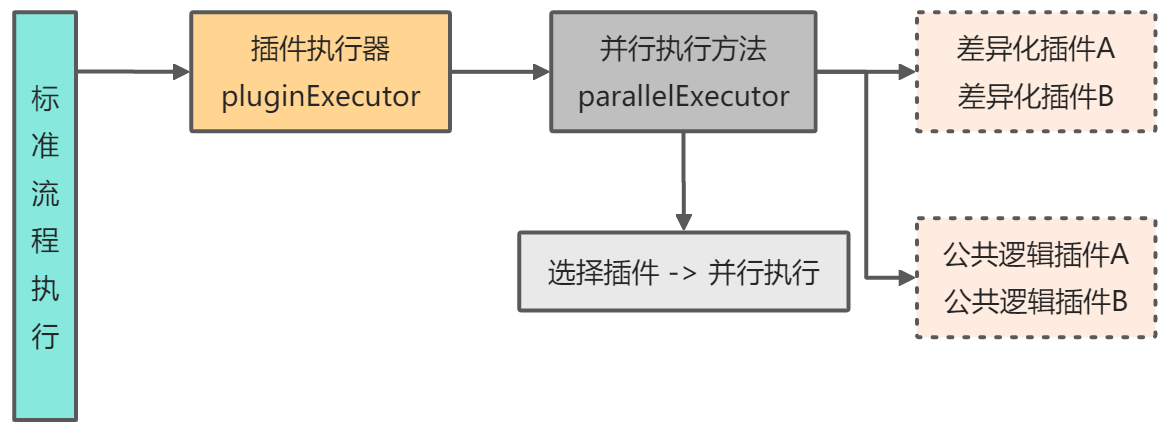 标准流程执行
插件执行器
pluginExecutor
并行执行方法
parallelExecutor
差异化插件A
差异化插件B
选择插件 -> 并行执行
公共逻辑插件A
公共逻辑插件B